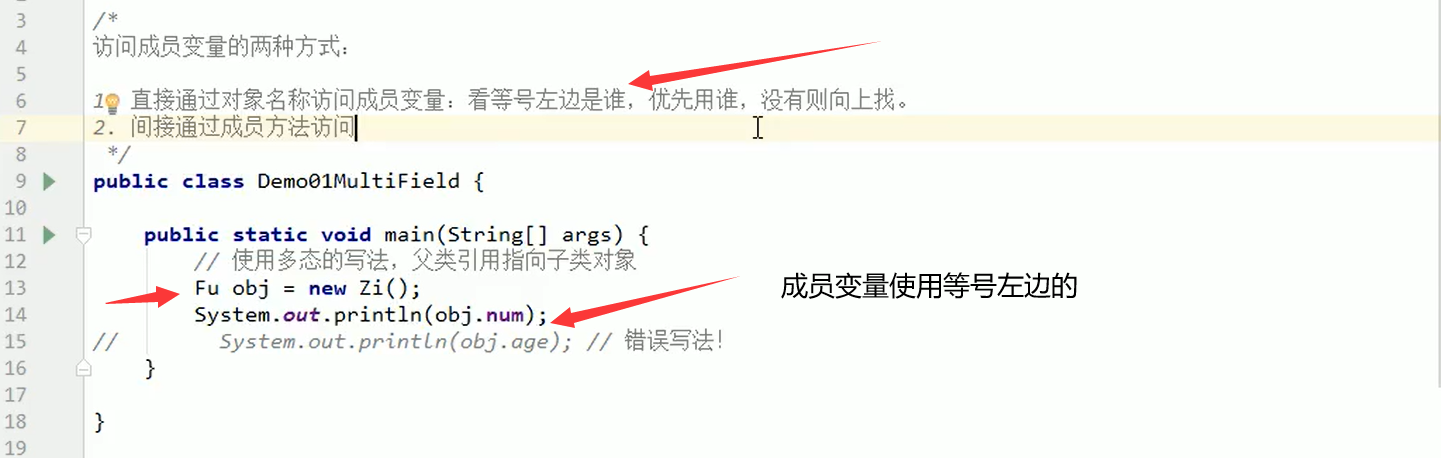 3 /*
4 访问成员变量的两种方式：
5
6 1. 直接通过对象名称访问成员变量：看等号左边是谁，优先用谁，没有则向上找。
7 2. 间接通过成员方法访问
8 */
9 public class Demo01MultiField {
10
11 public static void main(String[] args) {
12 // 使用多态的写法，父类引用指向子类对象
13 Fu obj = new Zi();
14 System.out.println(obj.num);
成员变量使用等号左边的
15 // System.out.println(obj.age); // 错误写法！
16 }
17
18 }
19